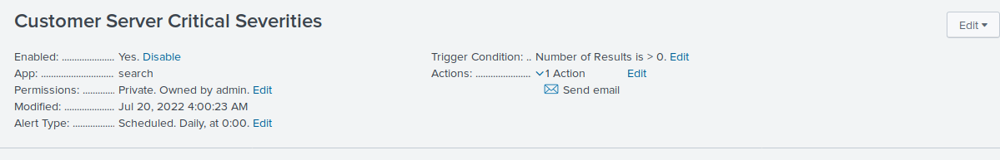 Customer Server Critical Severities
Edit
Enabled: ..................... Yes. Disable
App: ............................. search
Permissions: ............. Private. Owned by admin. Edit
Modified: .................... Jul 20, 2022 4:00:23 AM
Alert Type: ................. Scheduled. Daily, at 0:00. Edit
Trigger Condition: .. Number of Results is > 0. Edit
Actions: ...................... 1 Action Edit
Send email